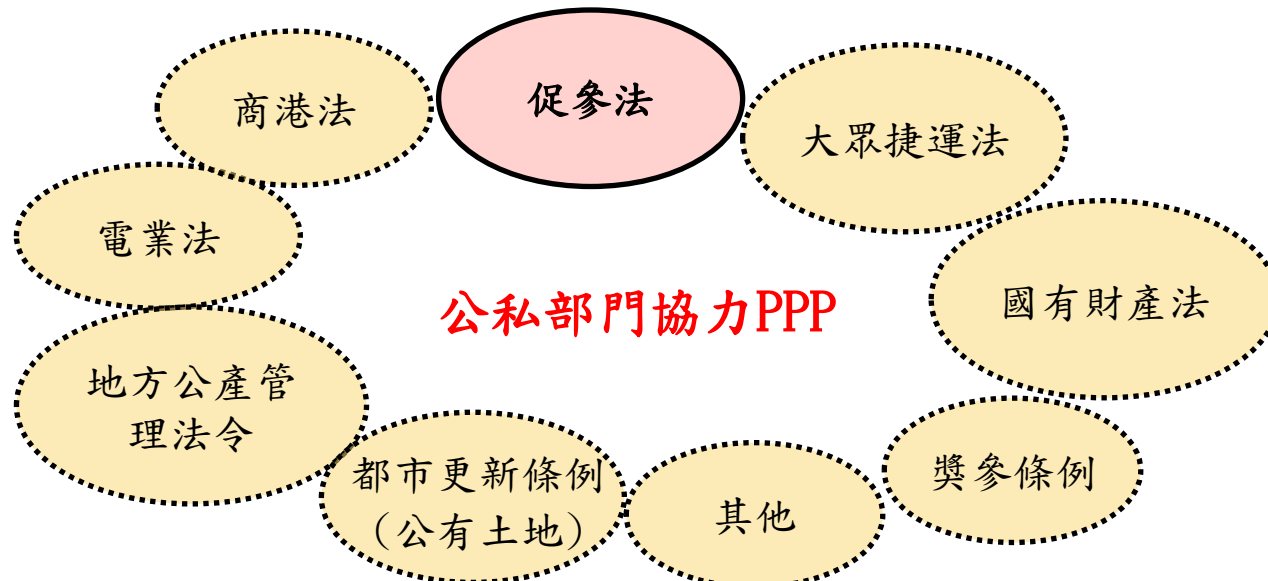 促參法
商港法
大眾捷運法
電業法
國有財產法
公私部門協力PPP
地方公產管
理法令
都市更新條例
（公有土地）
其他
獎參條例